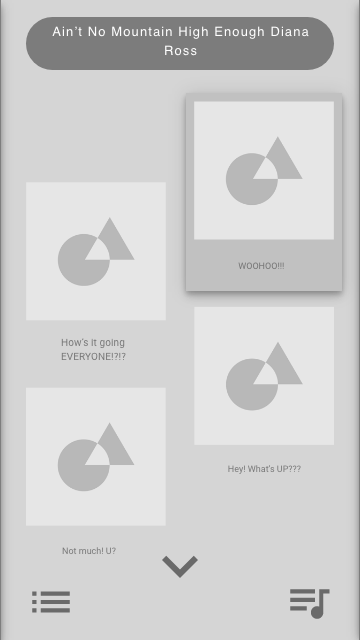 Ain't No Mountain High Enough Diana
Ross
WOOHOO!!!
How's it going
EVERYONE!?!?
Hey! What's UP???
Not much! U?